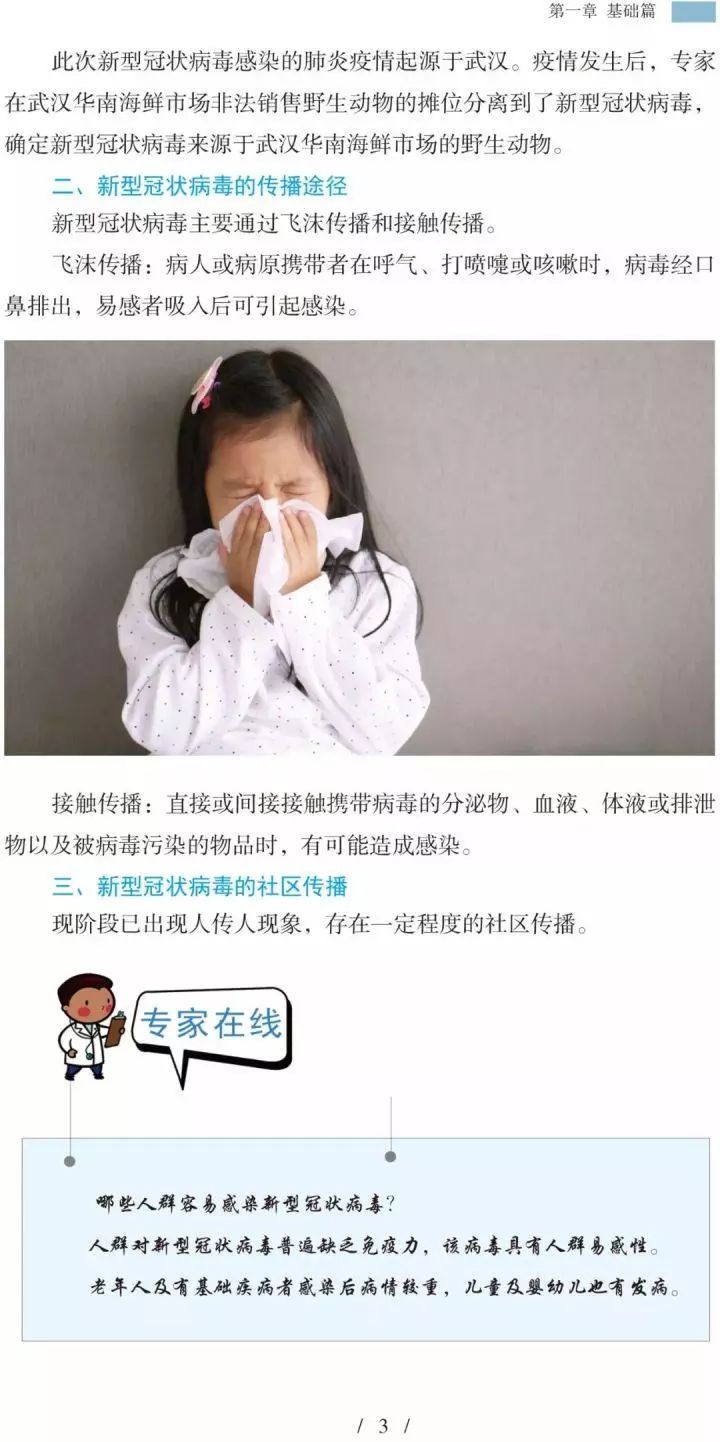 第一章 基础篇
此次新型冠状病毒感染的肺炎疫情起源于武汉。疫情发生后，专家
在武汉华南海鲜市场非法销售野生动物的摊位分离到了新型冠状病毒，
确定新型冠状病毒来源于武汉华南海鲜市场的野生动物。
二、新型冠状病毒的传播途径
新型冠状病毒主要通过飞沫传播和接触传播。
飞沫传播：病人或病原携带者在呼气、打喷嚏或咳嗽时，病毒经口
鼻排出，易感者吸入后可引起感染。
接触传播：直接或间接接触携带病毒的分泌物、血液、体液或排泄
物以及被病毒污染的物品时，有可能造成感染。
三、新型冠状病毒的社区传播
现阶段已出现人传人现象，存在一定程度的社区传播。
专家在线
哪些人群容易感染新型冠状病毒？
人群对新型冠状病毒普遍缺乏免疫力，该病毒具有人群易感性。
老年人及有基础疾病者感染后病情较重，儿童及婴幼儿也有发病。
/ 3 /